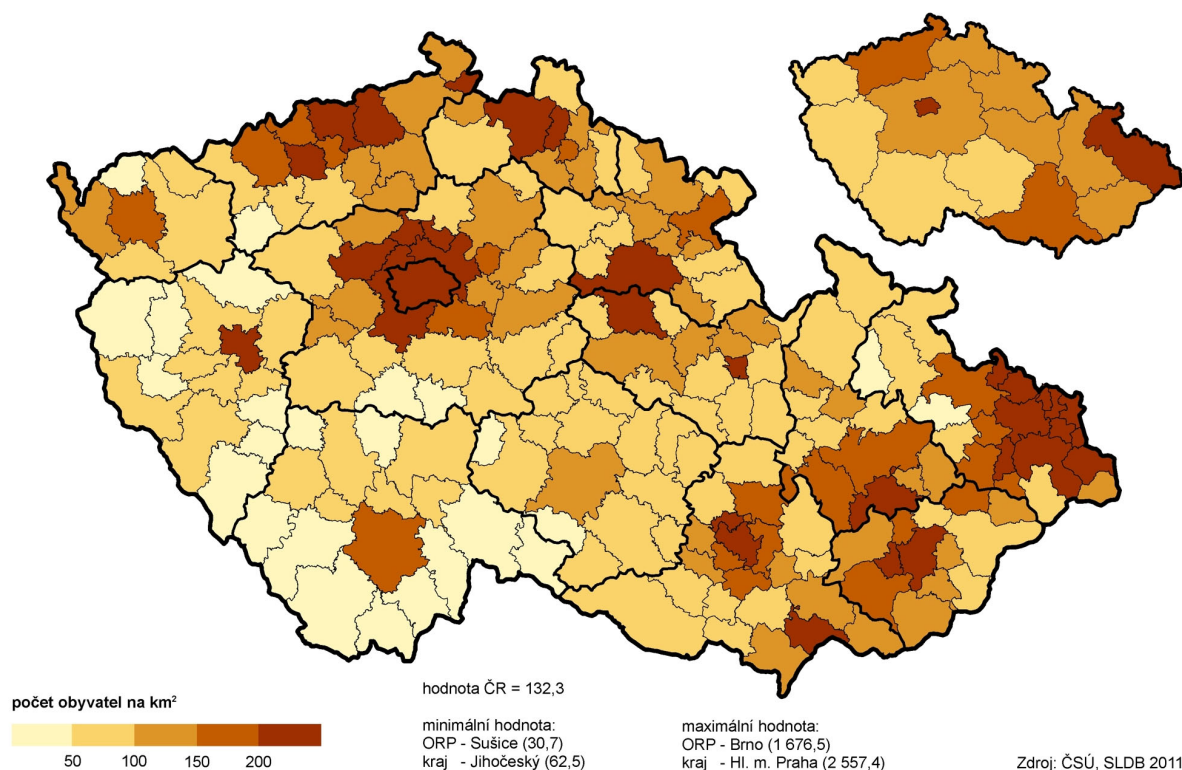 hodnota ČR = 132,3
počet obyvatel na km²
50 100 150 200
minimální hodnota:
ORP - Sušice (30,7)
kraj - Jihočeský (62,5)
maximální hodnota:
ORP - Brno (1 676,5)
kraj - Hl. m. Praha (2 557,4)
Zdroj: ČSÚ, SLDB 2011